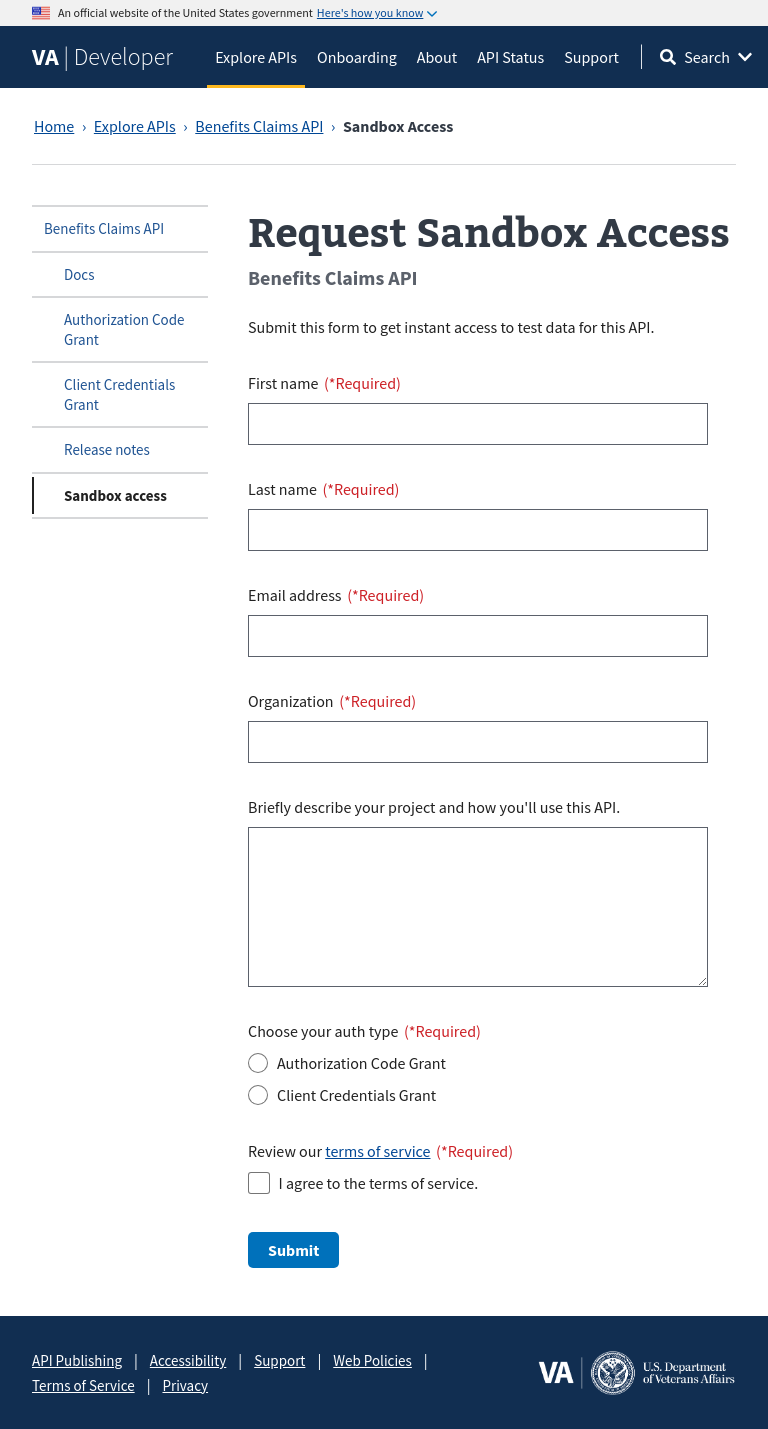 An official website of the United States government Here's how you know
VA | Developer
Explore APIs Onboarding About API Status Support Search
Home › Explore APIs › Benefits Claims API › Sandbox Access
Benefits Claims API
Docs
Authorization Code
Grant
Client Credentials
Grant
Release notes
Sandbox access
Request Sandbox Access
Benefits Claims API
Submit this form to get instant access to test data for this API.
First name (*Required)
Last name (*Required)
Email address (*Required)
Organization (*Required)
Briefly describe your project and how you'll use this API.
Choose your auth type (*Required)
Authorization Code Grant
Client Credentials Grant
Review our terms of service (*Required)
I agree to the terms of service.
Submit
API Publishing | Accessibility | Support | Web Policies |
Terms of Service | Privacy
VA
U.S. Department
of Veterans Affairs